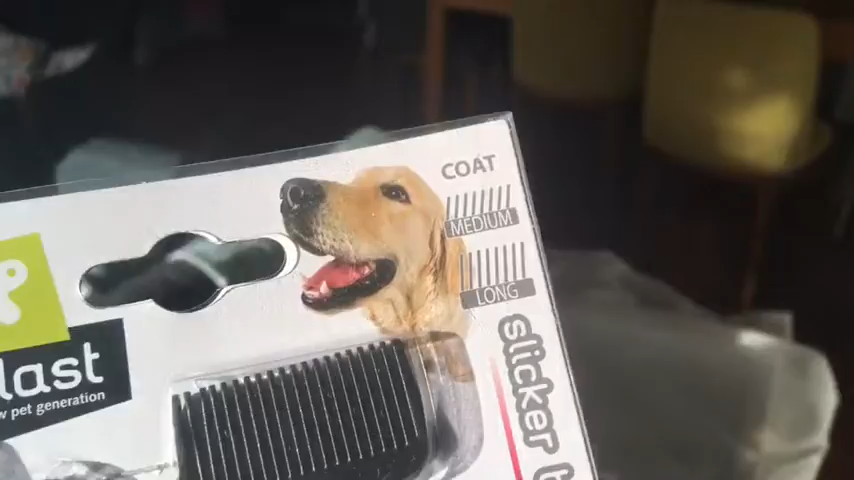 COAT
MEDIUM
LONG
slicker
p
last
w pet generation